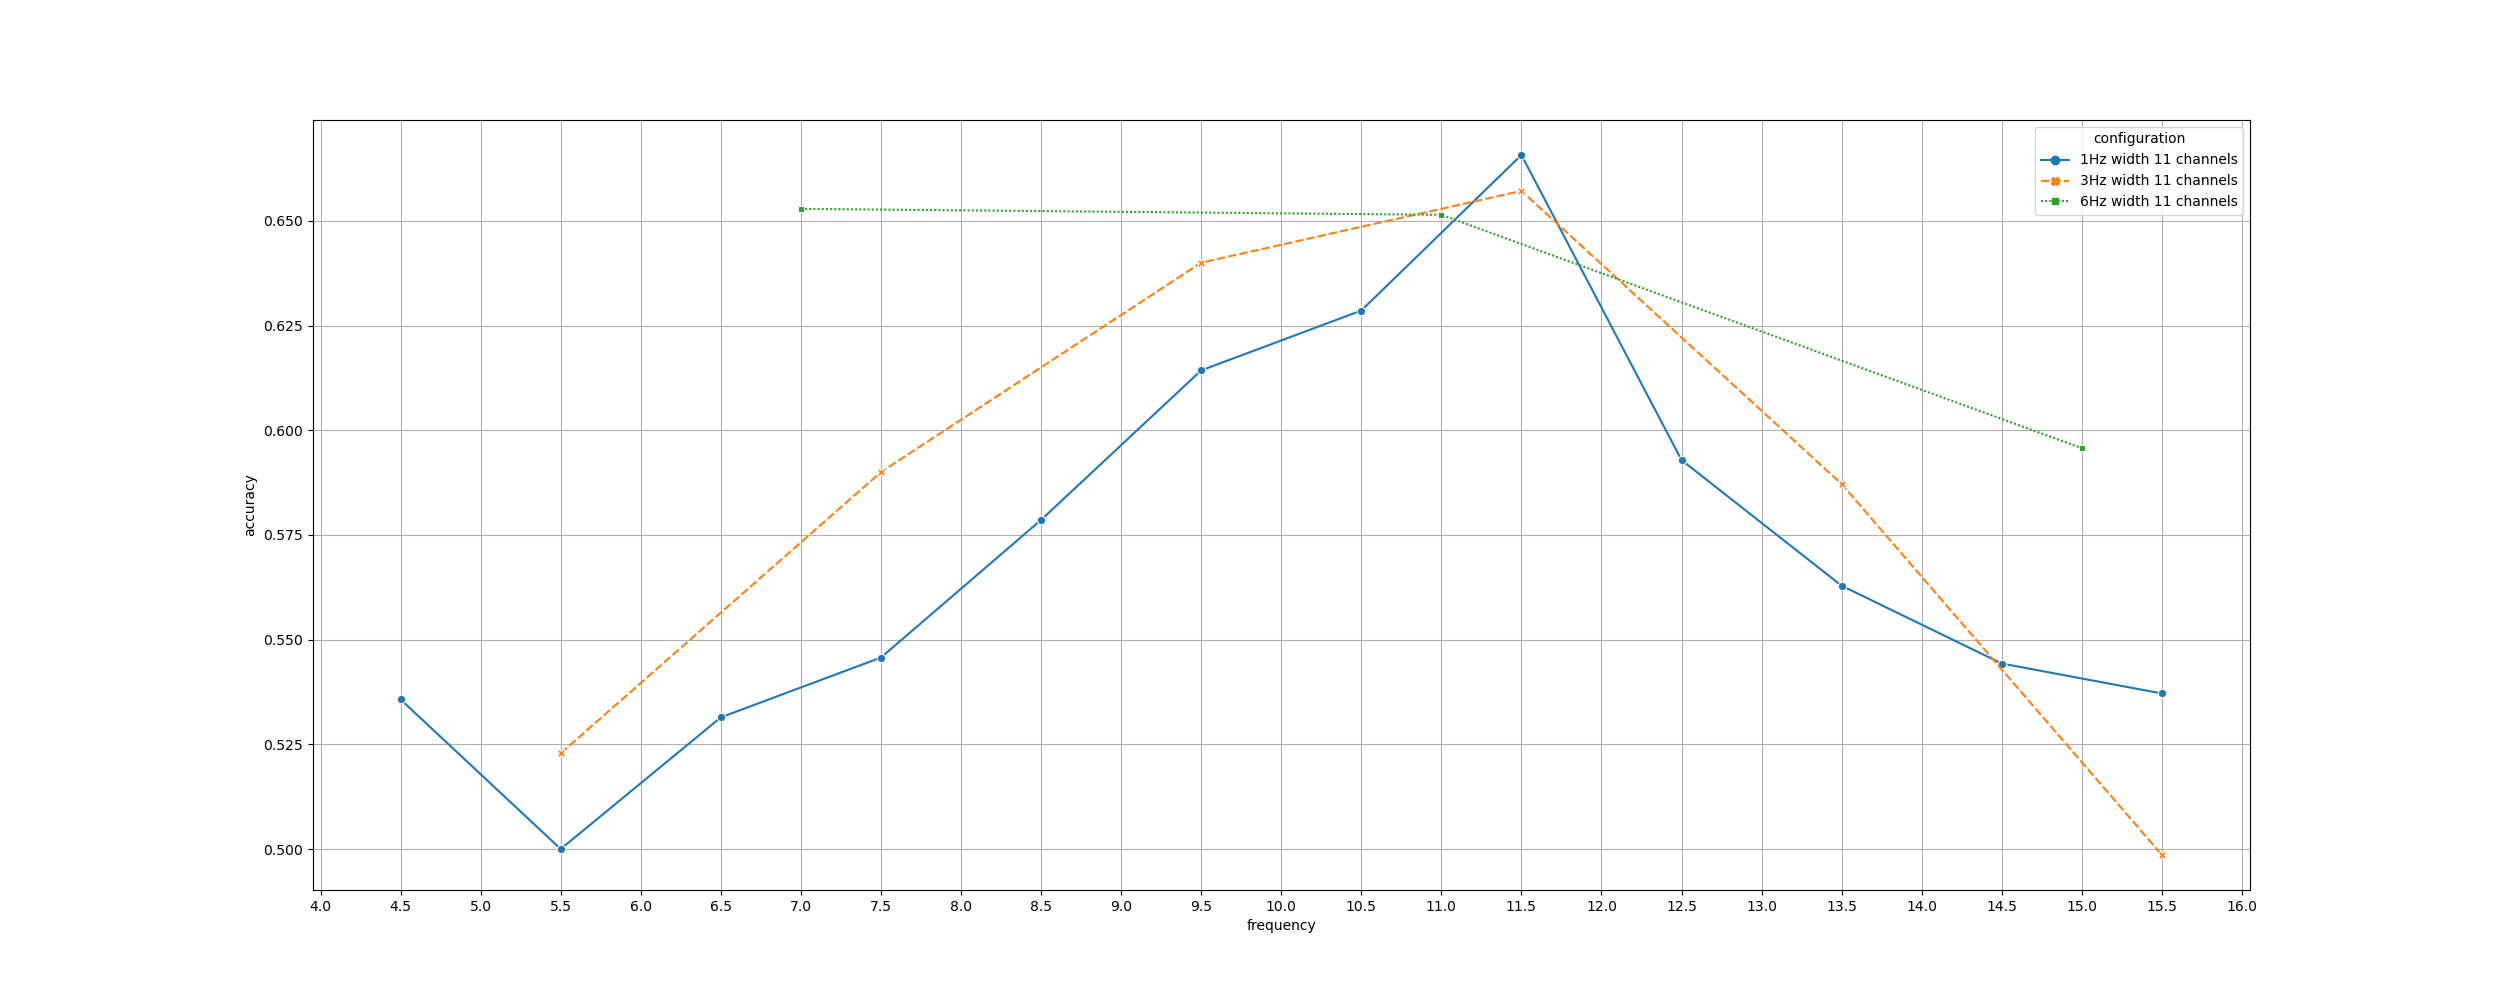 configuration
1Hz width 11 channels
3Hz width 11 channels
6Hz width 11 channels
accuracy
0.650
0.625
0.600
0.575
0.550
0.525
0.500
4.0 4.5 5.0 5.5 6.0 6.5 7.0 7.5 8.0 8.5 9.0 9.5 10.0 10.5 11.0 11.5 12.0 12.5 13.0 13.5 14.0 14.5 15.0 15.5 16.0
frequency